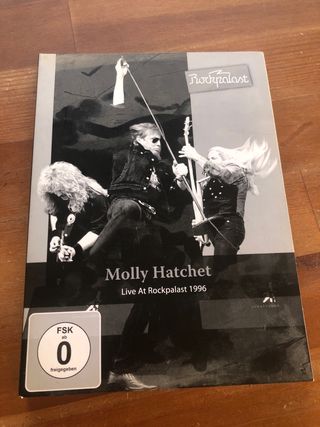 Rockpalast
Molly Hatchet
Live At Rockpalast 1996
FSK
ab
0
freigegeben